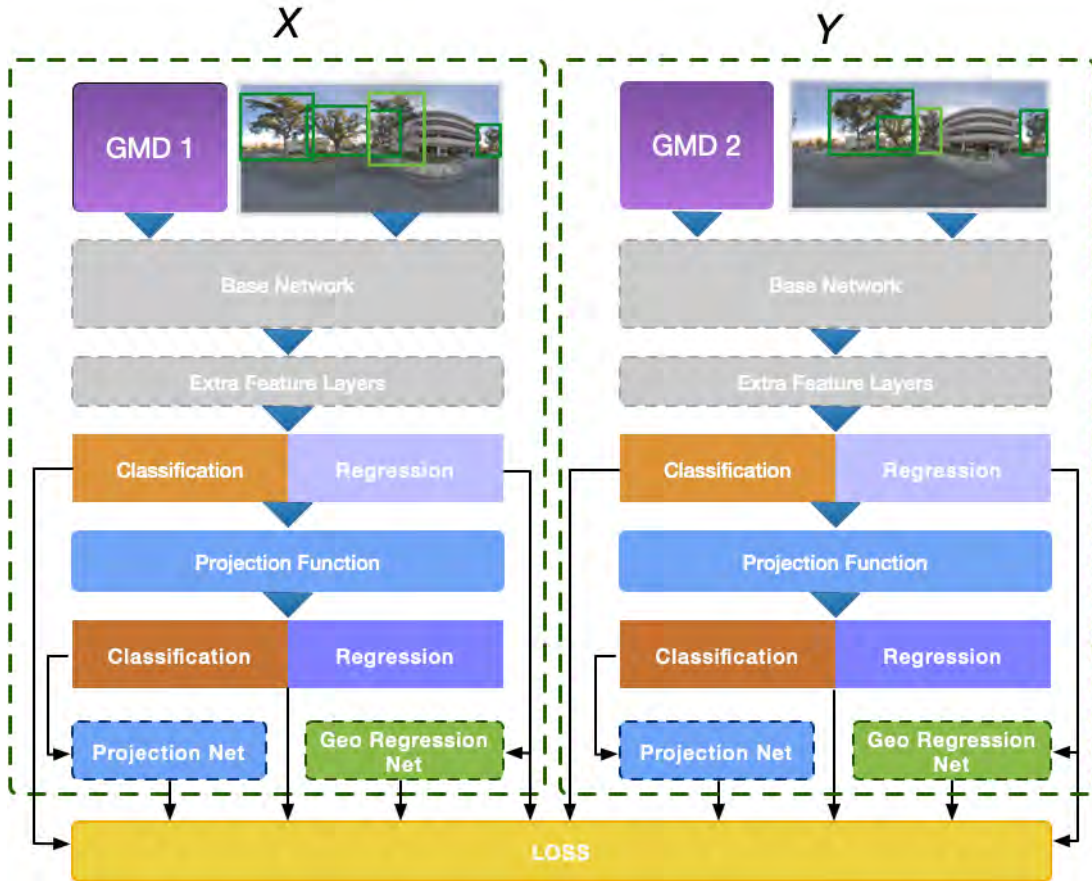 X
Y
GMD 1
GMD 2
Base Network
Base Network
Extra Feature Layers
Extra Feature Layers
Classification
Regression
Classification
Regression
Projection Function
Projection Function
Classification
Regression
Classification
Regression
Projection Net
Geo Regression
Net
Projection Net
Geo Regression
Net
LOSS